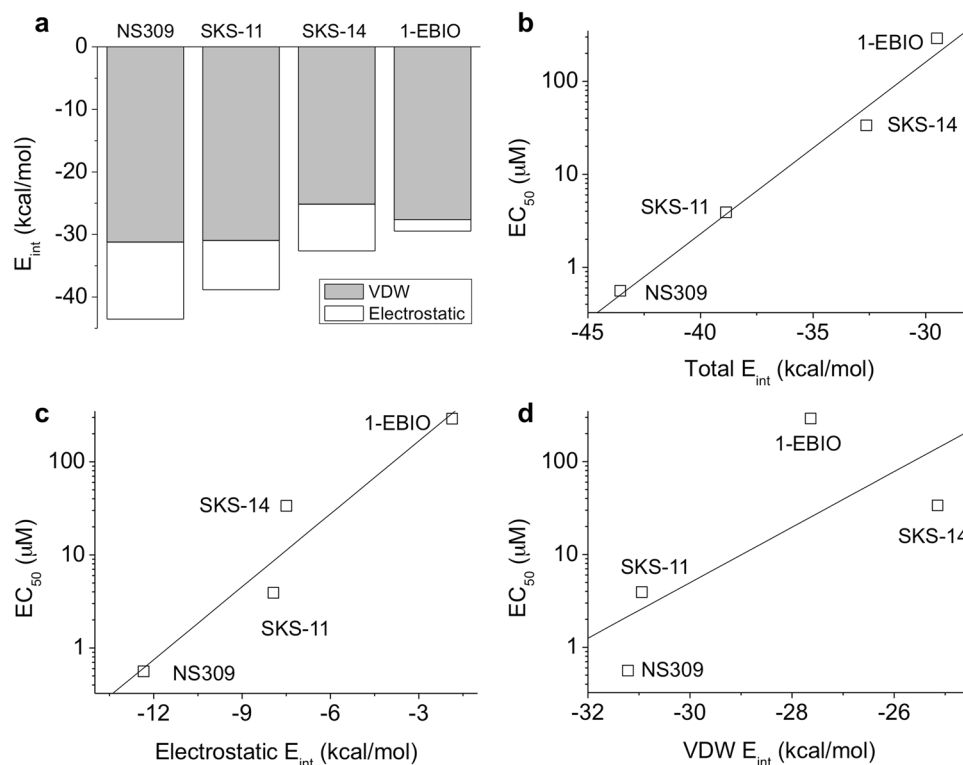 a
NS309 SKS-11 SKS-14 1-EBIO
0
-10
-20
-30
-40
E_int (kcal/mol)
VDW
Electrostatic
b
100
10
1
EC_50 (μM)
1-EBIO
SKS-14
SKS-11
NS309
-45 -40 -35 -30
Total E_int (kcal/mol)
c
100
10
1
EC_50 (μM)
1-EBIO
SKS-14
SKS-11
NS309
-12 -9 -6 -3
Electrostatic E_int (kcal/mol)
d
100
10
1
EC_50 (μM)
1-EBIO
SKS-14
SKS-11
NS309
-32 -30 -28 -26
VDW E_int (kcal/mol)